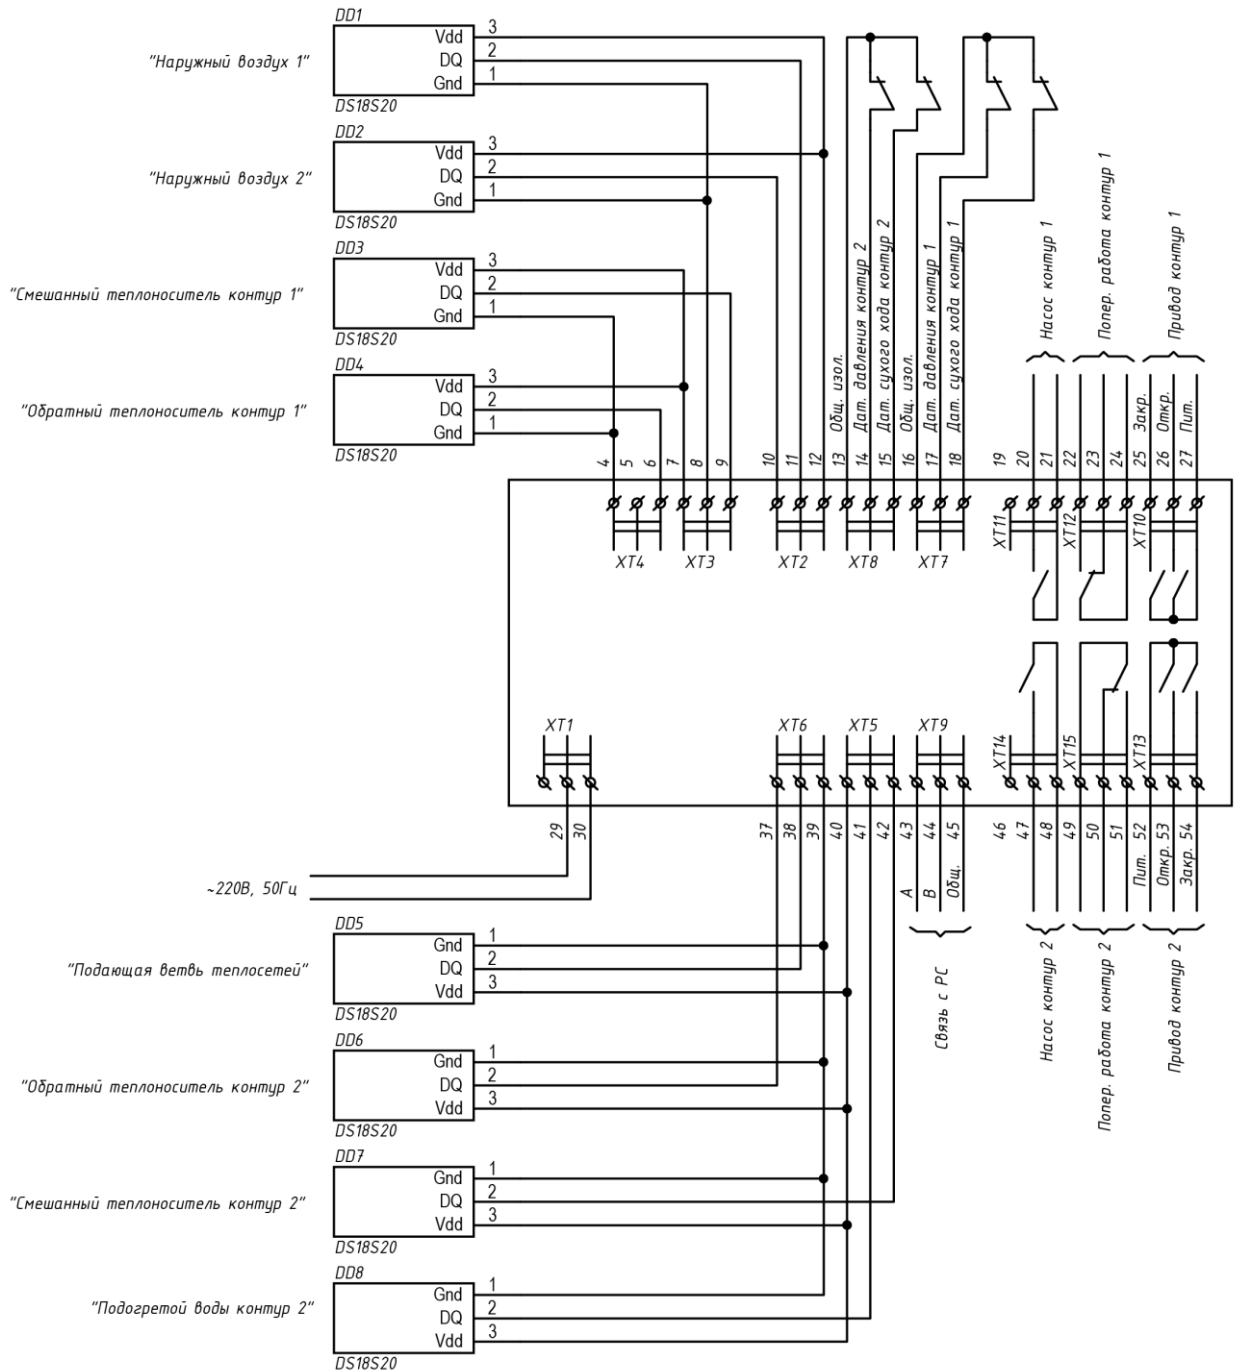 DD1
Vdd 3
DQ 2
Gnd 1
"Наружный воздух 1"
DS18S20
DD2
Vdd 3
DQ 2
Gnd 1
"Наружный воздух 2"
DS18S20
DD3
Vdd 3
DQ 2
Gnd 1
"Смешанный теплоноситель контур 1"
DS18S20
DD4
Vdd 3
DQ 2
Gnd 1
"Обратный теплоноситель контур 1"
DS18S20
Общ. изол.
Дат. давления контур 2
Дат. сухого хода контур 2
Общ. изол.
Дат. давления контур 1
Дат. сухого хода контур 1
Насос контур 1
Попер. работа контур 1
Привод контур 1
Закр.
Откр.
Пит.
4 5 6 7 8 9 10 11 12 13 14 15 16 17 18 19 20 21 22 23 24 25 26 27
XT4 XT3 XT2 XT8 XT7 XT11 XT12 XT10
XT1 XT6 XT5 XT9 XT14 XT15 XT13
29 30 37 38 39 40 41 42 43 44 45 46 47 48 49 50 51 52 53 54
A
B
Общ.
Пит.
Откр.
Закр.
~220В, 50Гц
Связь с PC
Насос контур 2
Попер. работа контур 2
Привод контур 2
DD5
Gnd 1
DQ 2
Vdd 3
"Подающая ветвь теплосетей"
DS18S20
DD6
Gnd 1
DQ 2
Vdd 3
"Обратный теплоноситель контур 2"
DS18S20
DD7
Gnd 1
DQ 2
Vdd 3
"Смешанный теплоноситель контур 2"
DS18S20
DD8
Gnd 1
DQ 2
Vdd 3
"Подогретой воды контур 2"
DS18S20